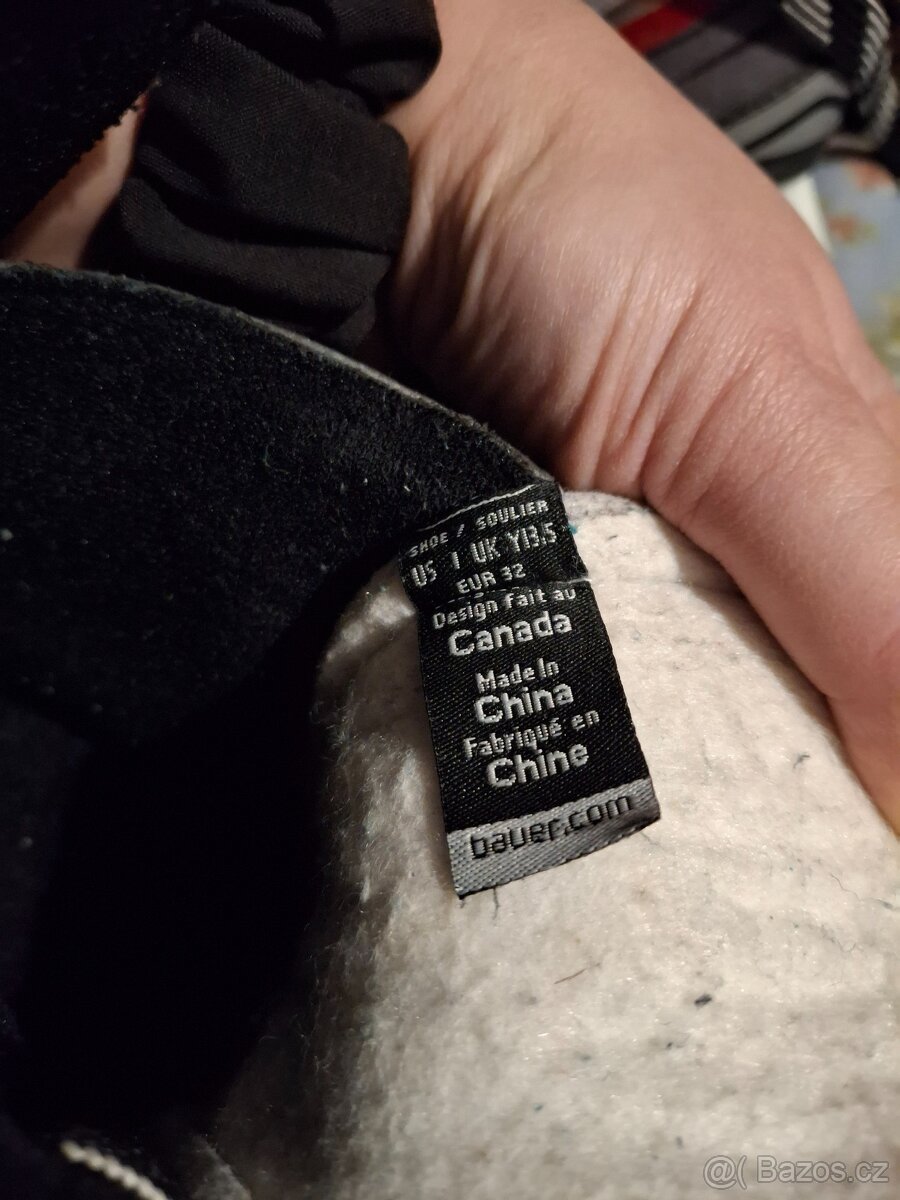 SHOE / SOULIER
US 1 UK Y13.5
EUR 32
Design fait au
Canada
Made In
China
Fabriqué en
Chine
bauer.com
@( Bazos.cz